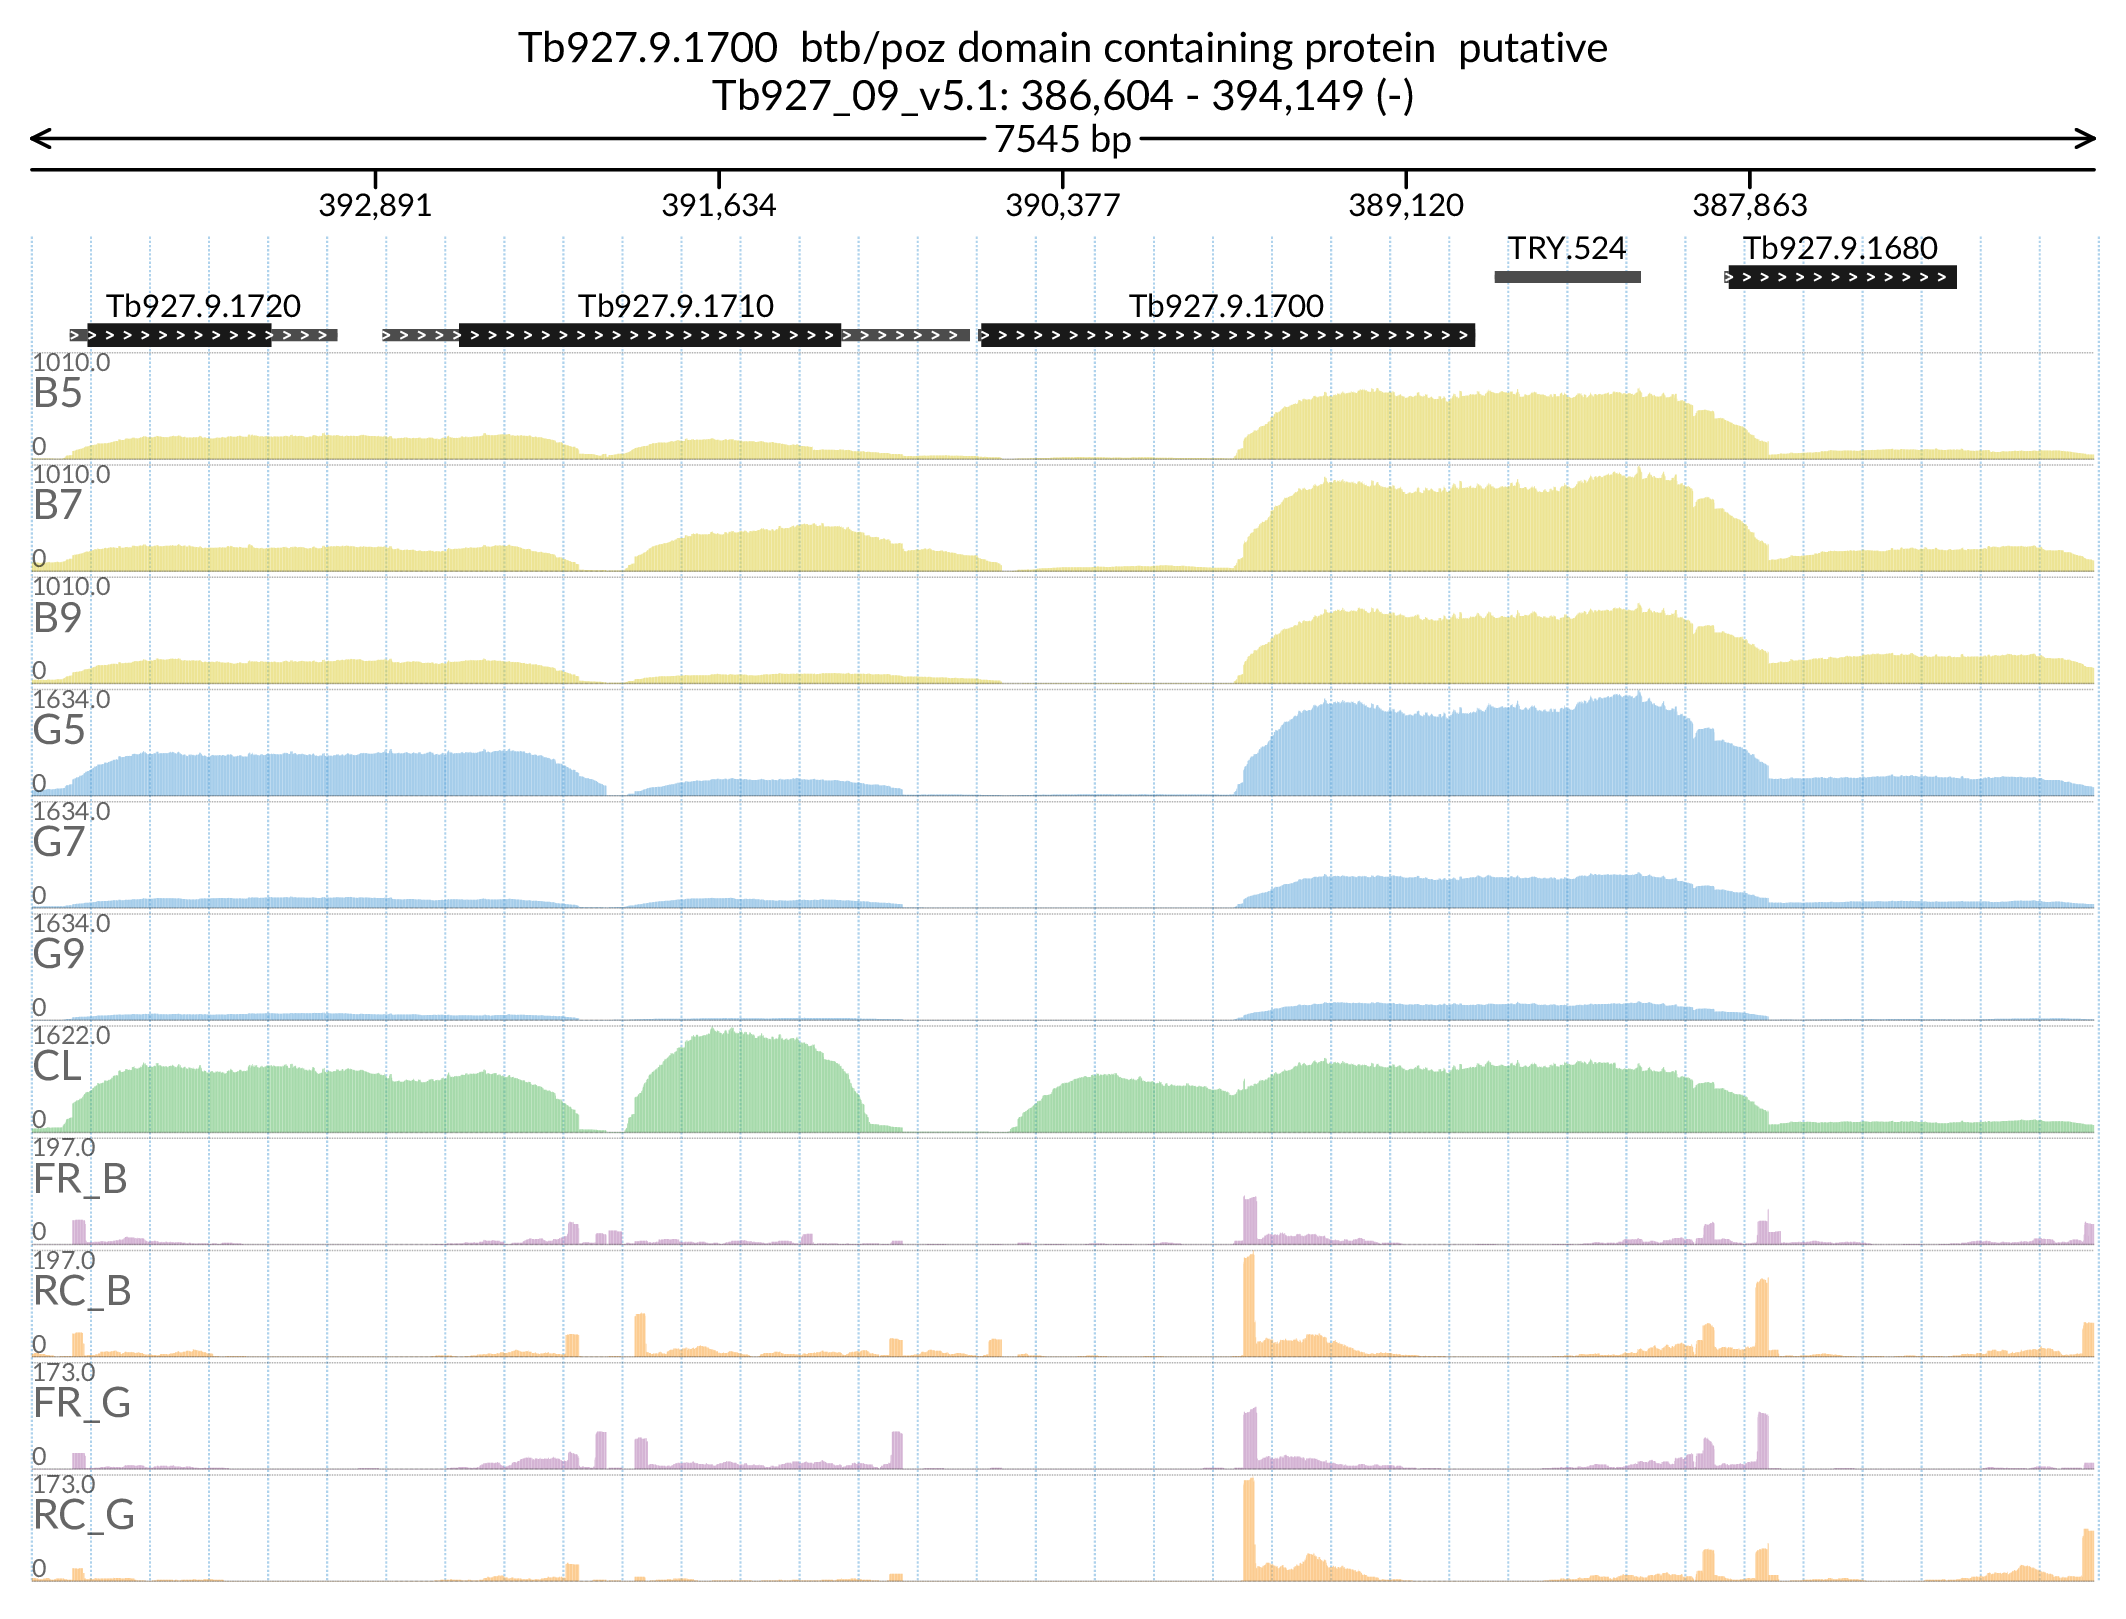 Tb927.9.1700  btb/poz domain containing protein  putative
Tb927_09_v5.1: 386,604 - 394,149 (-)
7545 bp
392,891 391,634 390,377 389,120 387,863
TRY.524 Tb927.9.1680
Tb927.9.1720 Tb927.9.1710 Tb927.9.1700
1010.0
B5
0
1010.0
B7
0
1010.0
B9
0
1634.0
G5
0
1634.0
G7
0
1634.0
G9
0
1622.0
CL
0
197.0
FR_B
0
197.0
RC_B
0
173.0
FR_G
0
173.0
RC_G
0